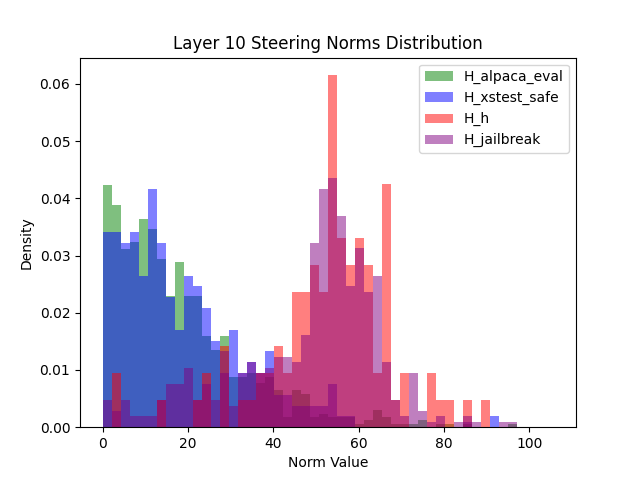 Layer 10 Steering Norms Distribution
H_alpaca_eval
H_xstest_safe
H_h
H_jailbreak
0.06
0.05
0.04
0.03
0.02
0.01
0.00
Density
0 20 40 60 80 100
Norm Value